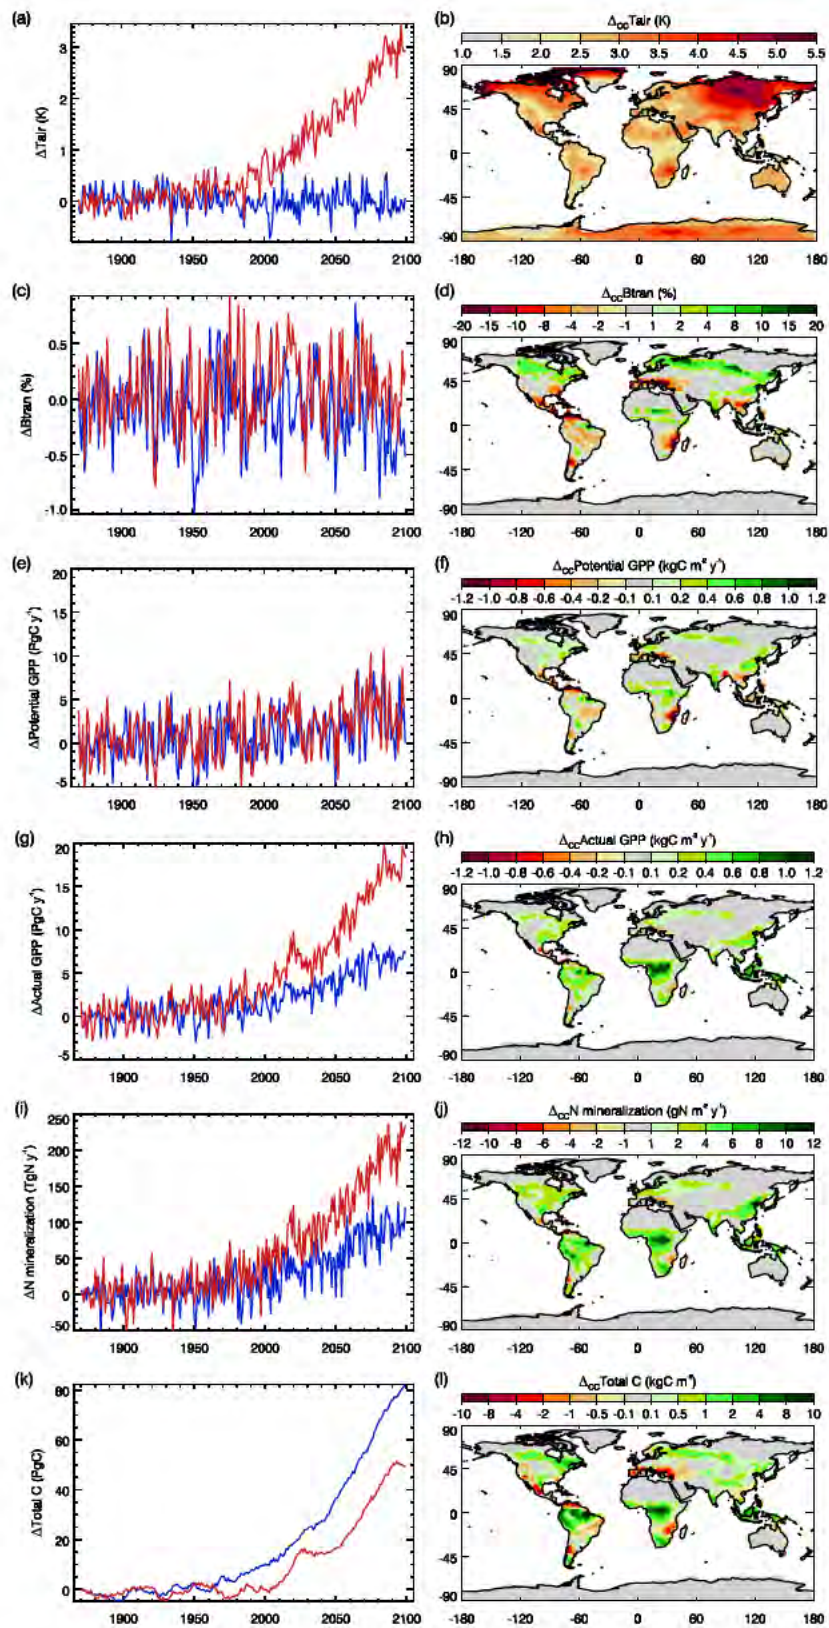 (a)
ΔTair (K)
3
2
1
0
1900 1950 2000 2050 2100
(b)
ΔCCTair (K)
1.0 1.5 2.0 2.5 3.0 3.5 4.0 4.5 5.0 5.5
90
45
0
-45
-90
-180 -120 -60 0 60 120 180
(c)
ΔBtran (%)
0.5
0.0
-0.5
-1.0
1900 1950 2000 2050 2100
(d)
ΔCCBtran (%)
-20 -15 -10 -8 -4 -2 -1 1 2 4 8 10 15 20
90
45
0
-45
-90
-180 -120 -60 0 60 120 180
(e)
ΔPotential GPP (PgC y⁻¹)
20
15
10
5
0
-5
1900 1950 2000 2050 2100
(f)
ΔCCPotential GPP (kgC m⁻² y⁻¹)
-1.2 -1.0 -0.8 -0.6 -0.4 -0.2 -0.1 0.1 0.2 0.4 0.6 0.8 1.0 1.2
90
45
0
-45
-90
-180 -120 -60 0 60 120 180
(g)
ΔActual GPP (PgC y⁻¹)
20
15
10
5
0
-5
1900 1950 2000 2050 2100
(h)
ΔCCActual GPP (kgC m⁻² y⁻¹)
-1.2 -1.0 -0.8 -0.6 -0.4 -0.2 -0.1 0.1 0.2 0.4 0.6 0.8 1.0 1.2
90
45
0
-45
-90
-180 -120 -60 0 60 120 180
(i)
ΔN mineralization (TgN y⁻¹)
250
200
150
100
50
0
-50
1900 1950 2000 2050 2100
(j)
ΔCCN mineralization (gN m⁻² y⁻¹)
-12 -10 -8 -6 -4 -2 -1 1 2 4 6 8 10 12
90
45
0
-45
-90
-180 -120 -60 0 60 120 180
(k)
ΔTotal C (PgC)
80
60
40
20
0
1900 1950 2000 2050 2100
(l)
ΔCCTotal C (kgC m⁻²)
-10 -8 -4 -2 -1 -0.5 -0.1 0.1 0.5 1 2 4 8 10
90
45
0
-45
-90
-180 -120 -60 0 60 120 180